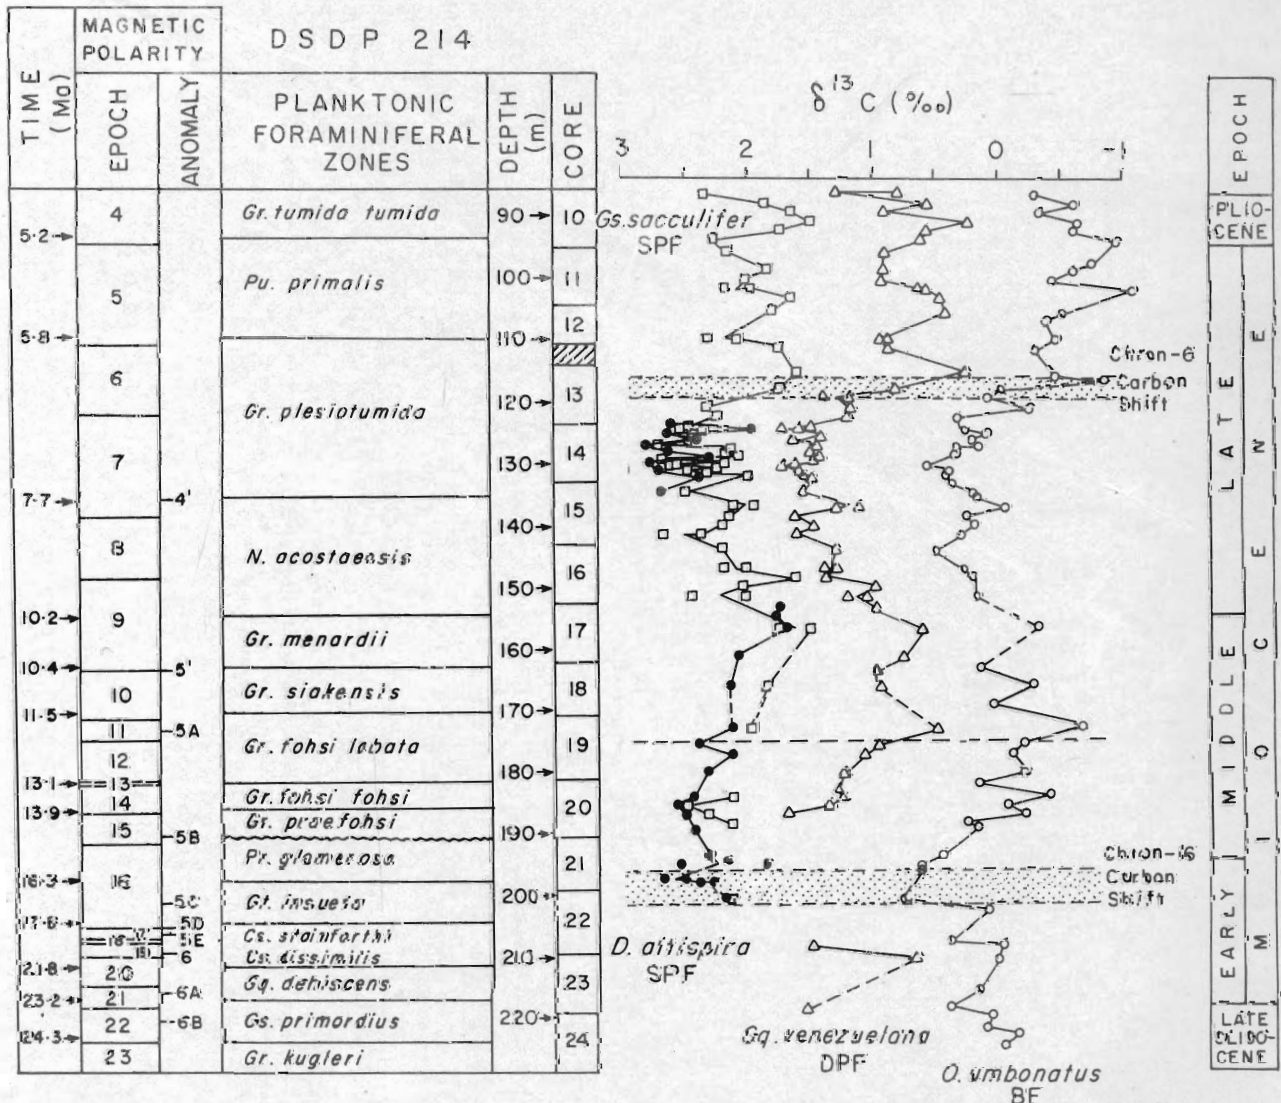 MAGNETIC
POLARITY
DSDP 214
TIME
(Ma)
EPOCH
ANOMALY
PLANKTONIC
FORAMINIFERAL
ZONES
DEPTH
(m)
CORE
δ¹³C (‰)
3 2 1 0 -1
EPOCH
4
5
6
7
8
9
10
11
12
13
14
15
16
17
18
19
20
21
22
23
5·2
5·8
7·7
10·2
10·4
11·5
13·1
13·9
16·3
17·6
21·8
23·2
24·3
4'
5'
5A
5B
5C
5D
5E
6
6A
6B
Gr. tumida tumida
Pu. primalis
Gr. plesiotumida
N. acostaensis
Gr. menardii
Gr. siakensis
Gr. fohsi lobata
Gr. fohsi fohsi
Gr. praefohsi
Pr. glomerosa
Gt. insueta
Cs. stainforthi
Cs. dissimilis
Gq. dehiscens
Gs. primordius
Gr. kugleri
90
100
110
120
130
140
150
160
170
180
190
200
210
220
10
11
12
13
14
15
16
17
18
19
20
21
22
23
24
Gs. sacculifer
SPF
Chron-6
Carbon
Shift
Chron-16
Carbon
Shift
D. altispira
SPF
Gq. venezuelana
DPF
O. umbonatus
BF
PLIO-
CENE
LATE
MIDDLE
EARLY
MIOCENE
LATE
OLIGO-
CENE